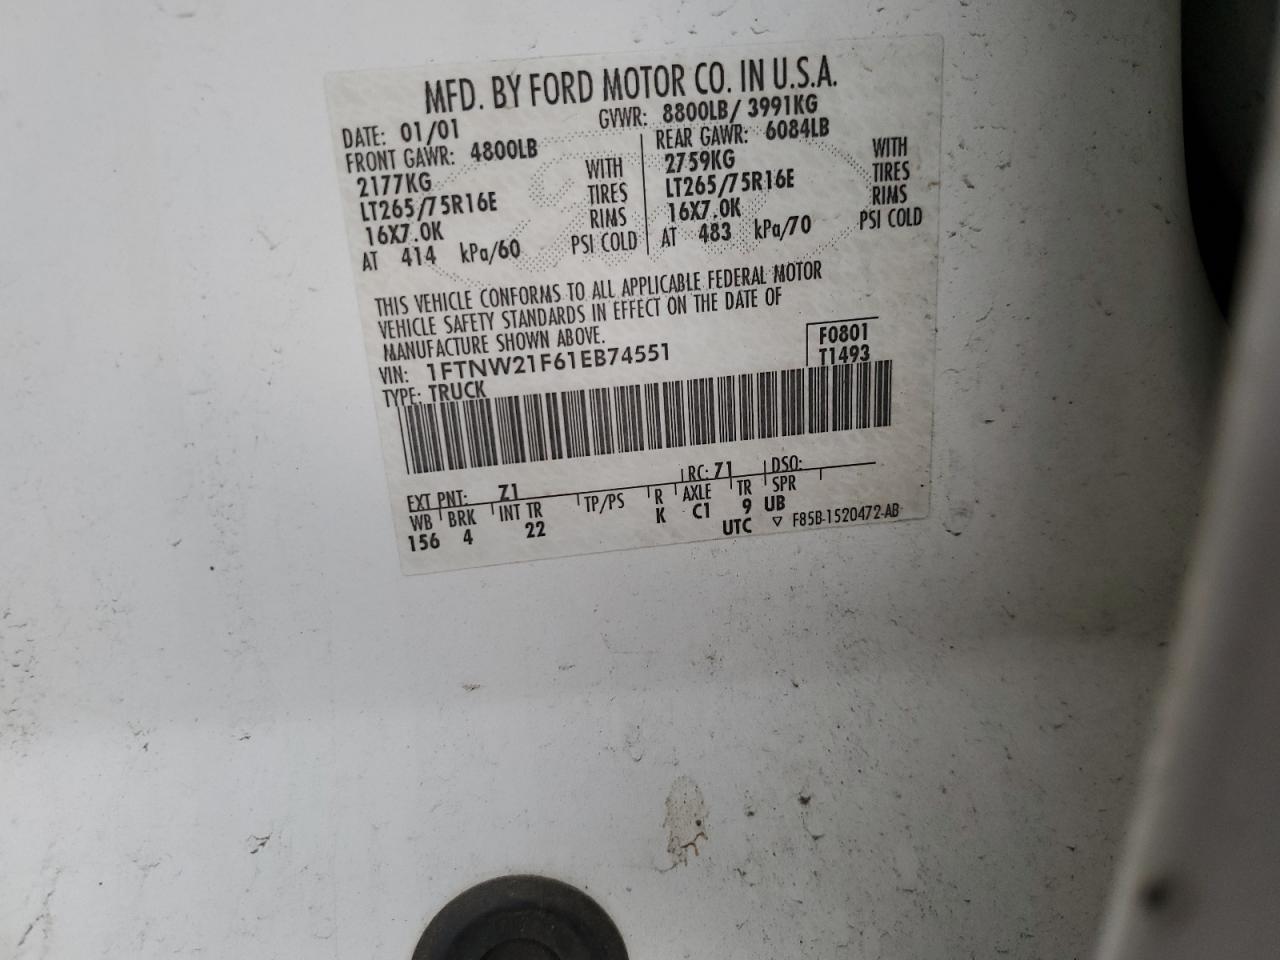 MFD. BY FORD MOTOR CO. IN U.S.A.
DATE: 01/01 GVWR: 8800LB/ 3991KG
FRONT GAWR: 4800LB REAR GAWR: 6084LB
2177KG WITH 2759KG WITH
LT265/75R16E TIRES LT265/75R16E TIRES
16X7.0K RIMS 16X7.0K RIMS
AT 414 kPa/60 PSI COLD AT 483 kPa/70 PSI COLD
THIS VEHICLE CONFORMS TO ALL APPLICABLE FEDERAL MOTOR
VEHICLE SAFETY STANDARDS IN EFFECT ON THE DATE OF
MANUFACTURE SHOWN ABOVE.
F0801
VIN: 1FTNW21F61EB74551 T1493
TYPE: TRUCK
EXT PNT: Z1 RC: 71 DSO:
WB BRK INT TR TP/PS R AXLE TR SPR
156 4 22 K C1 9 UB
UTC ▽ F85B-1520472-AB